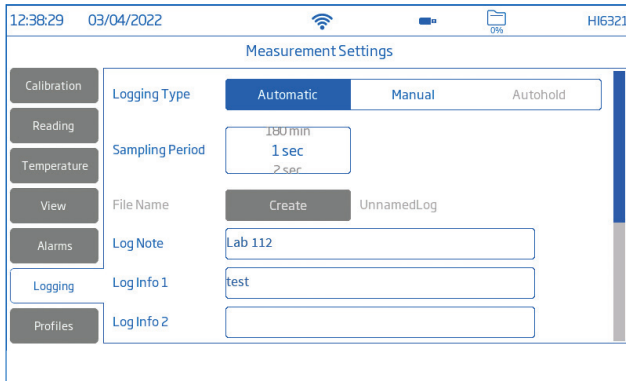 12:38:29 03/04/2022 0% HI6321
Measurement Settings
Calibration
Reading
Temperature
View
Alarms
Logging
Profiles
Logging Type Automatic Manual Autohold
180 min
Sampling Period 1 sec
2 sec
File Name Create UnnamedLog
Log Note Lab 112
Log Info 1 test
Log Info 2